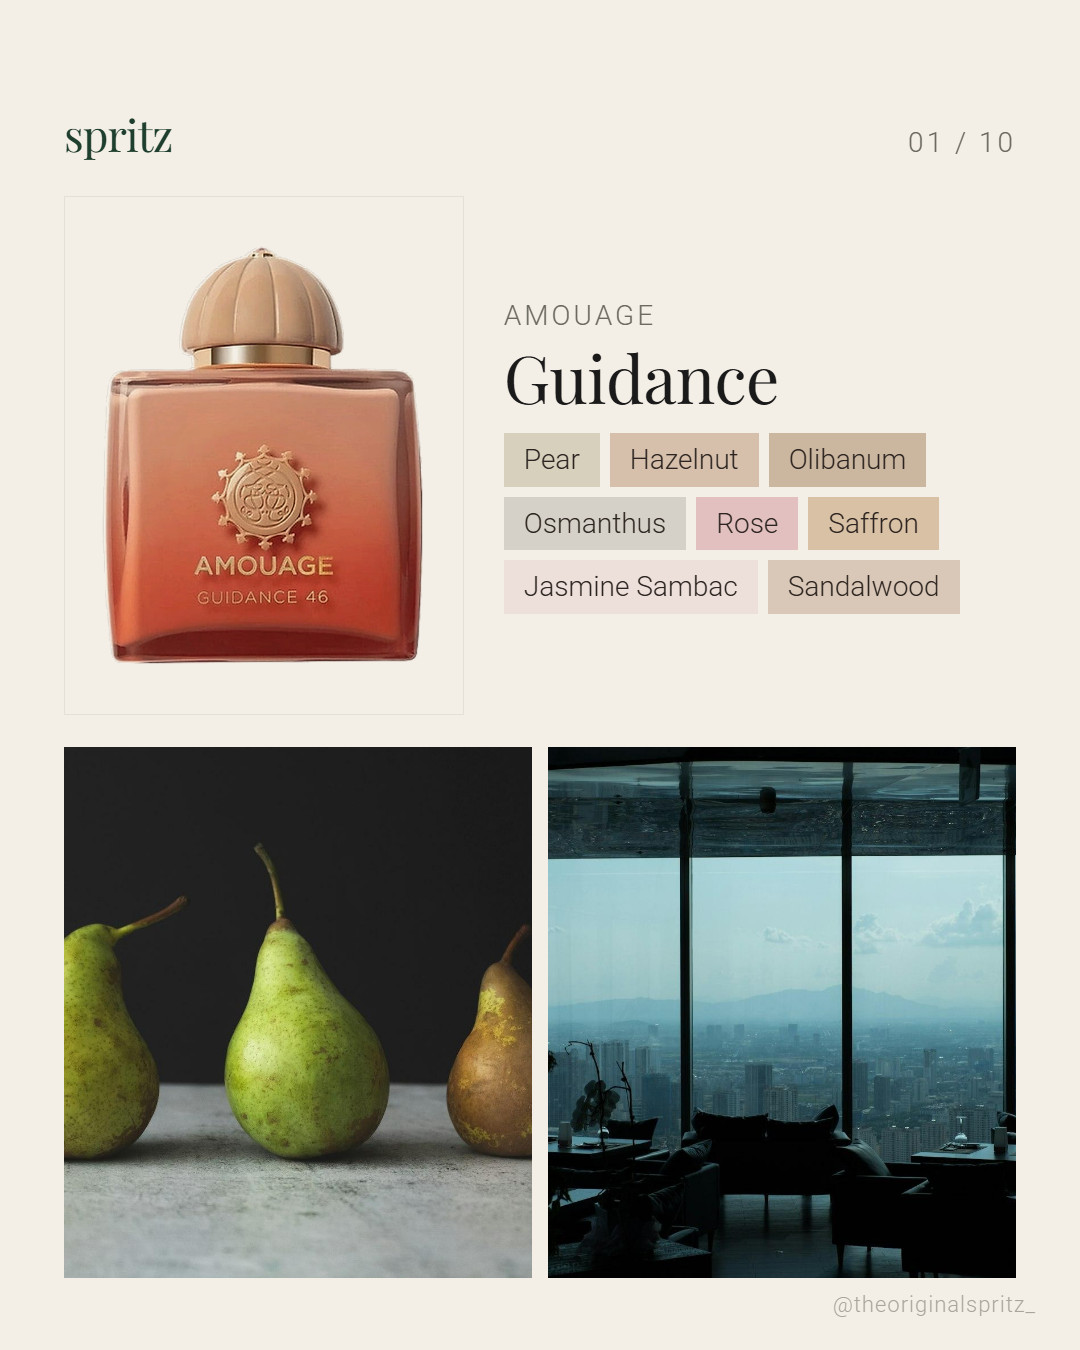 spritz
01 / 10
AMOUAGE
Guidance
Pear
Hazelnut
Olibanum
Osmanthus
Rose
Saffron
Jasmine Sambac
Sandalwood
AMOUAGE
GUIDANCE 46
@theoriginalspritz_